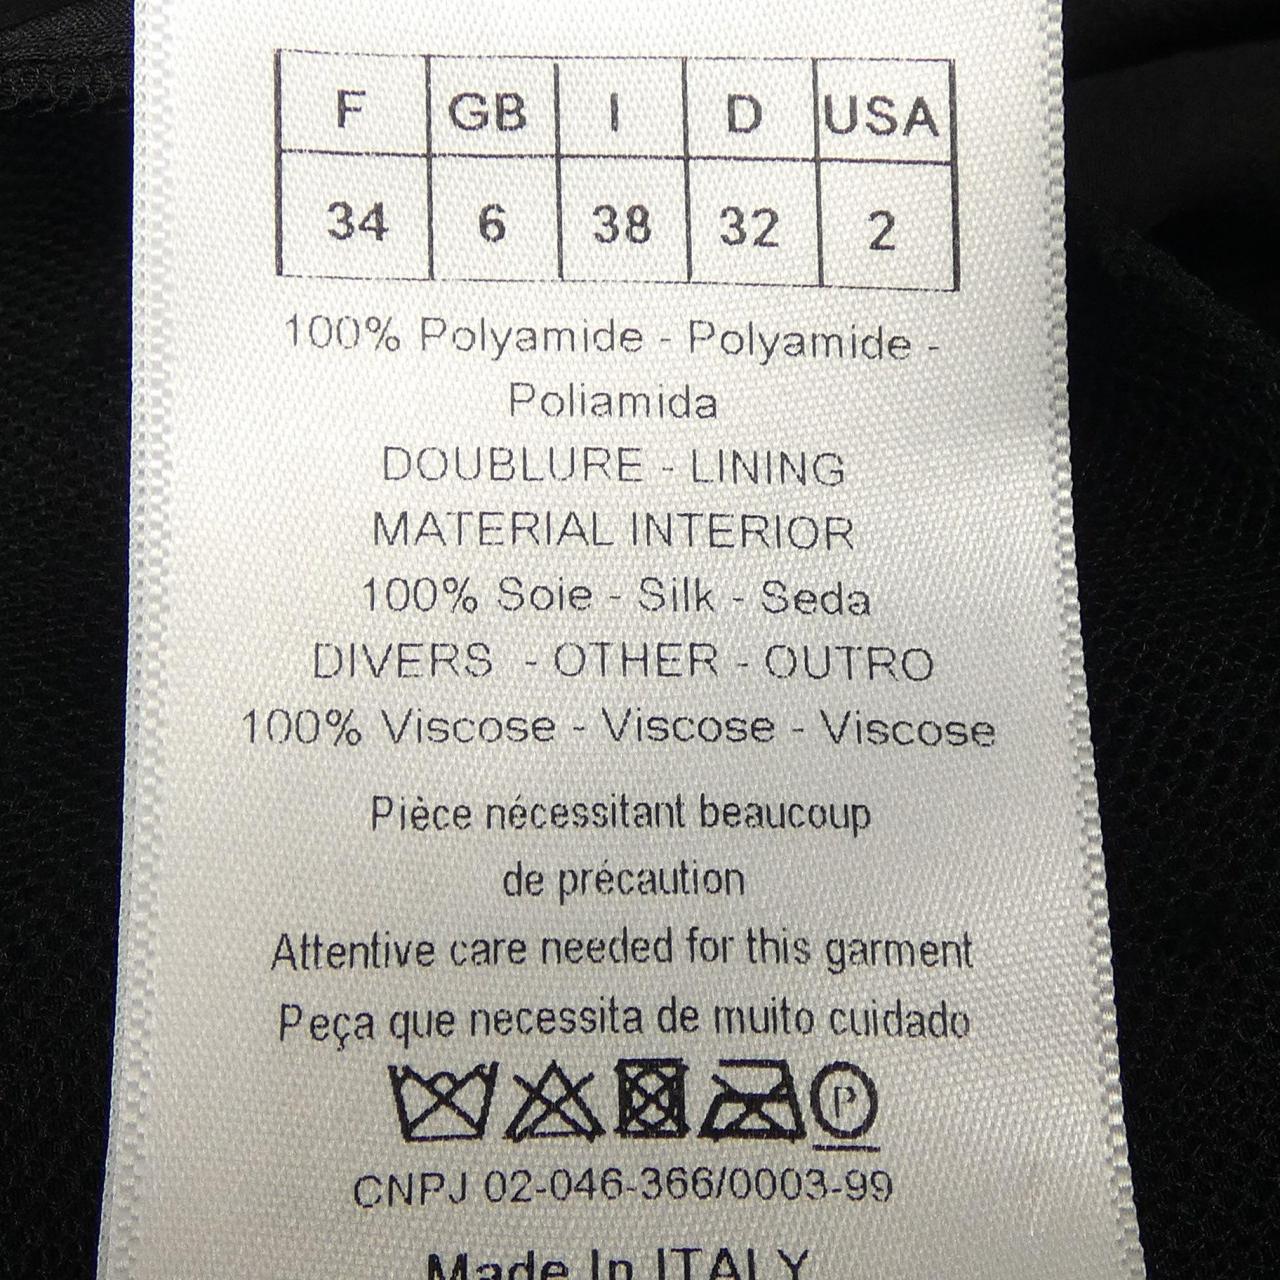 F GB I D USA
34 6 38 32 2
100% Polyamide - Polyamide -
Poliamida
DOUBLURE - LINING
MATERIAL INTERIOR
100% Soie - Silk - Seda
DIVERS - OTHER - OUTRO
100% Viscose - Viscose - Viscose
Pièce nécessitant beaucoup
de précaution
Attentive care needed for this garment
Peça que necessita de muito cuidado
P
CNPJ 02-046-366/0003-99
Made In ITALY